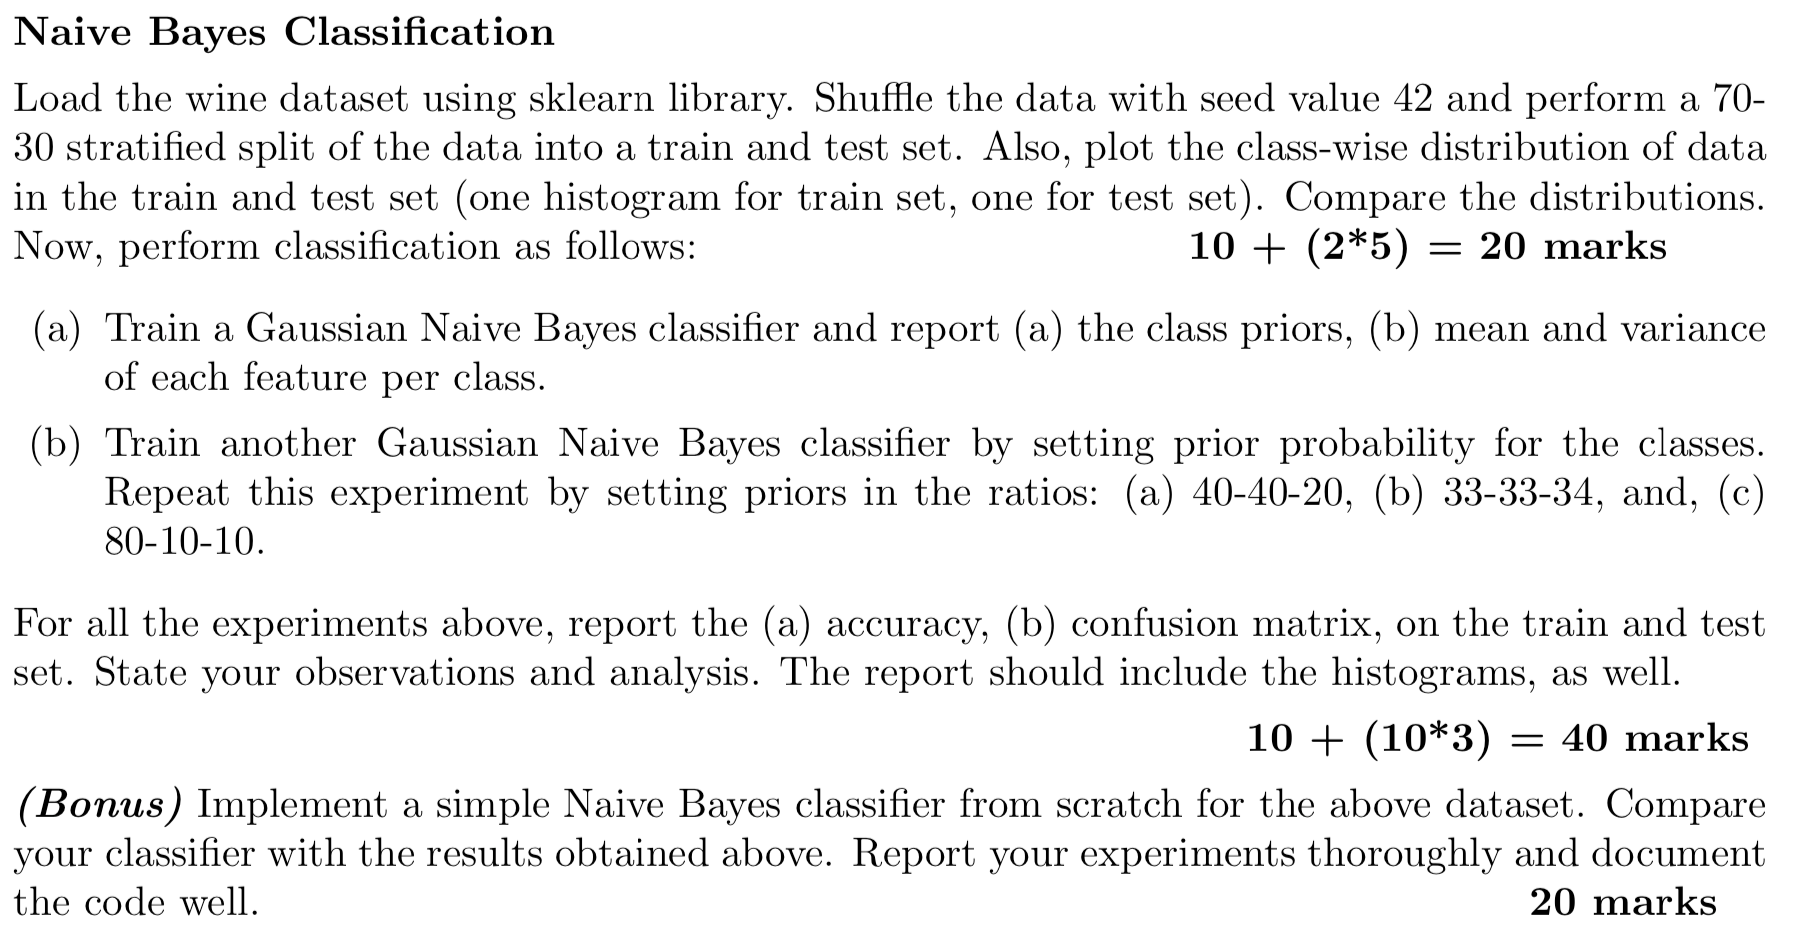 Naive Bayes Classification
Load the wine dataset using sklearn library. Shuffle the data with seed value 42 and perform a 70-
30 stratified split of the data into a train and test set. Also, plot the class-wise distribution of data
in the train and test set (one histogram for train set, one for test set). Compare the distributions.
Now, perform classification as follows: 10 + (2*5) = 20 marks
(a) Train a Gaussian Naive Bayes classifier and report (a) the class priors, (b) mean and variance
of each feature per class.
(b) Train another Gaussian Naive Bayes classifier by setting prior probability for the classes.
Repeat this experiment by setting priors in the ratios: (a) 40-40-20, (b) 33-33-34, and, (c)
80-10-10.
For all the experiments above, report the (a) accuracy, (b) confusion matrix, on the train and test
set. State your observations and analysis. The report should include the histograms, as well.
10 + (10*3) = 40 marks
(Bonus) Implement a simple Naive Bayes classifier from scratch for the above dataset. Compare
your classifier with the results obtained above. Report your experiments thoroughly and document
the code well. 20 marks